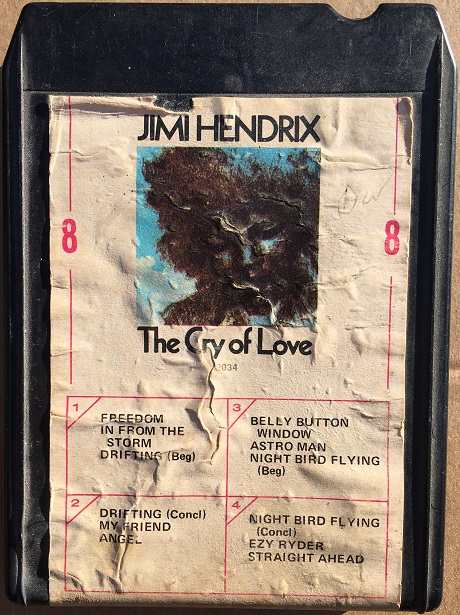 JIMI HENDRIX
8
8
The Cry of Love
2034
1
FREEDOM
IN FROM THE
STORM
DRIFTING (Beg)
3
BELLY BUTTON
WINDOW
ASTRO MAN
NIGHT BIRD FLYING
(Beg)
2
DRIFTING (Concl)
MY FRIEND
ANGEL
4
NIGHT BIRD FLYING
(Concl)
EZY RYDER
STRAIGHT AHEAD